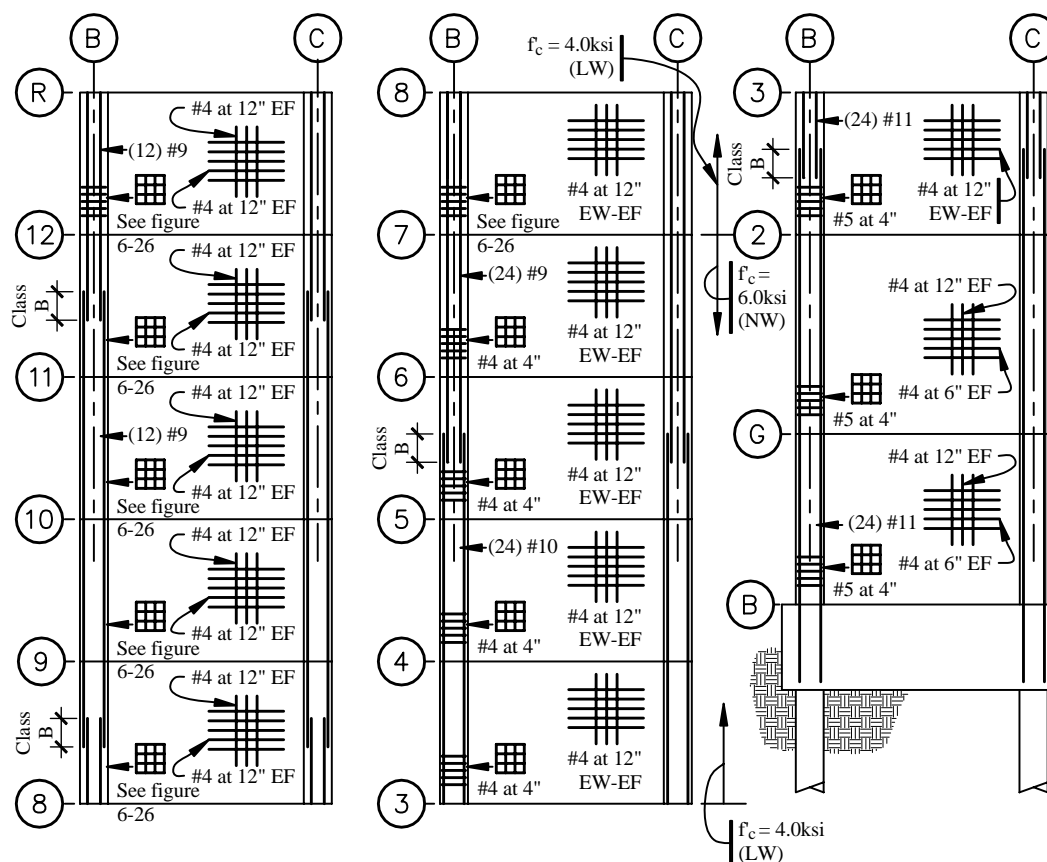 B
C
R
#4 at 12" EF
(12) #9
#4 at 12" EF
See figure
6-26
12
#4 at 12" EF
Class
B
#4 at 12" EF
See figure
6-26
11
#4 at 12" EF
(12) #9
#4 at 12" EF
See figure
6-26
10
#4 at 12" EF
#4 at 12" EF
See figure
6-26
9
#4 at 12" EF
Class
B
#4 at 12" EF
See figure
6-26
8
B
C
f'c = 4.0ksi
(LW)
8
#4 at 12"
EW-EF
See figure
6-26
7
(24) #9
f'c =
6.0ksi
(NW)
#4 at 12"
EW-EF
#4 at 4"
6
Class
B
#4 at 12"
EW-EF
#4 at 4"
5
(24) #10
#4 at 12"
EW-EF
#4 at 4"
4
#4 at 12"
EW-EF
#4 at 4"
3
f'c = 4.0ksi
(LW)
B
C
3
(24) #11
Class
B
#4 at 12"
EW-EF
#5 at 4"
2
#4 at 12" EF
#4 at 6" EF
#5 at 4"
G
#4 at 12" EF
(24) #11
#4 at 6" EF
#5 at 4"
B